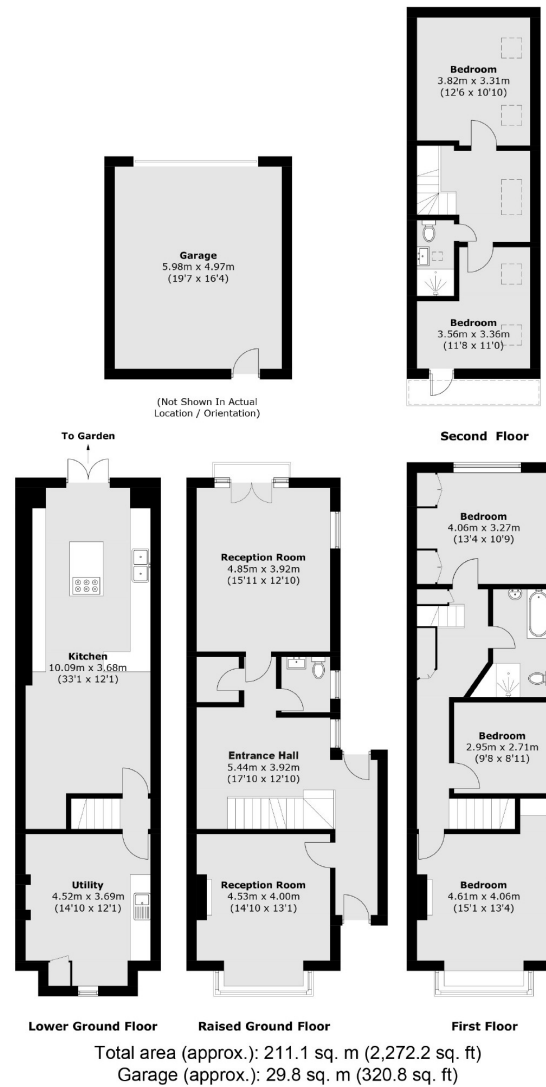 Bedroom
3.82m x 3.31m
(12'6 x 10'10)
Garage
5.98m x 4.97m
(19'7 x 16'4)
Bedroom
3.56m x 3.36m
(11'8 x 11'0)
(Not Shown In Actual
Location / Orientation)
Second Floor
To Garden
Kitchen
10.09m x 3.68m
(33'1 x 12'1)
Utility
4.52m x 3.69m
(14'10 x 12'1)
Lower Ground Floor
Reception Room
4.85m x 3.92m
(15'11 x 12'10)
Entrance Hall
5.44m x 3.92m
(17'10 x 12'10)
Reception Room
4.53m x 4.00m
(14'10 x 13'1)
Raised Ground Floor
Bedroom
4.06m x 3.27m
(13'4 x 10'9)
Bedroom
2.95m x 2.71m
(9'8 x 8'11)
Bedroom
4.61m x 4.06m
(15'1 x 13'4)
First Floor
Total area (approx.): 211.1 sq. m (2,272.2 sq. ft)
Garage (approx.): 29.8 sq. m (320.8 sq. ft)